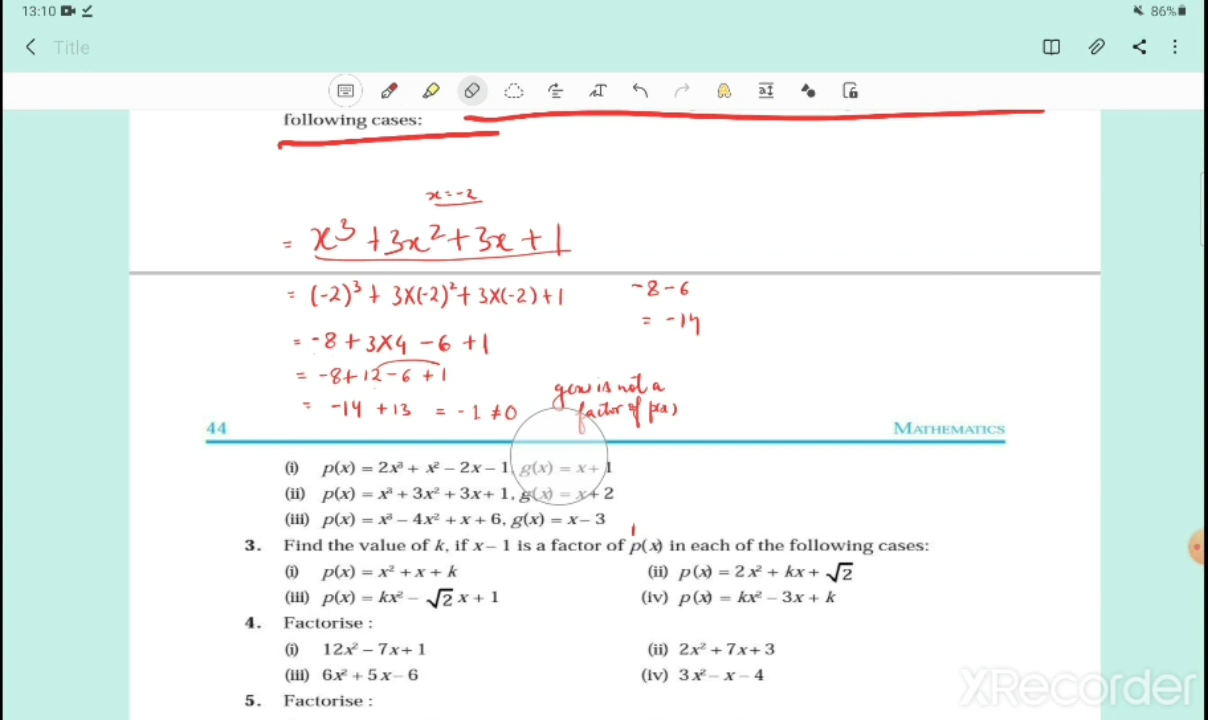 13:10
86%
Title
following cases:
x=-2
= x³ + 3x² + 3x + 1
= (-2)³ + 3×(-2)² + 3×(-2) + 1
-8-6
= -14
= -8 + 3×4 - 6 + 1
= -8 + 12 - 6 + 1
= -14 + 13 = -1 ≠ 0
g(x) is not a
factor of p(x)
44
MATHEMATICS
(i) p(x) = 2x³ + x² – 2x – 1, g(x) = x + 1
(ii) p(x) = x³ + 3x² + 3x + 1, g(x) = x + 2
(iii) p(x) = x³ – 4x² + x + 6, g(x) = x – 3
3. Find the value of k, if x – 1 is a factor of p(x) in each of the following cases:
(i) p(x) = x² + x + k (ii) p(x) = 2x² + kx + √2
(iii) p(x) = kx² – √2 x + 1 (iv) p(x) = kx² – 3x + k
4. Factorise :
(i) 12x² – 7x + 1 (ii) 2x² + 7x + 3
(iii) 6x² + 5x – 6 (iv) 3x² – x – 4
5. Factorise :
XRecorder